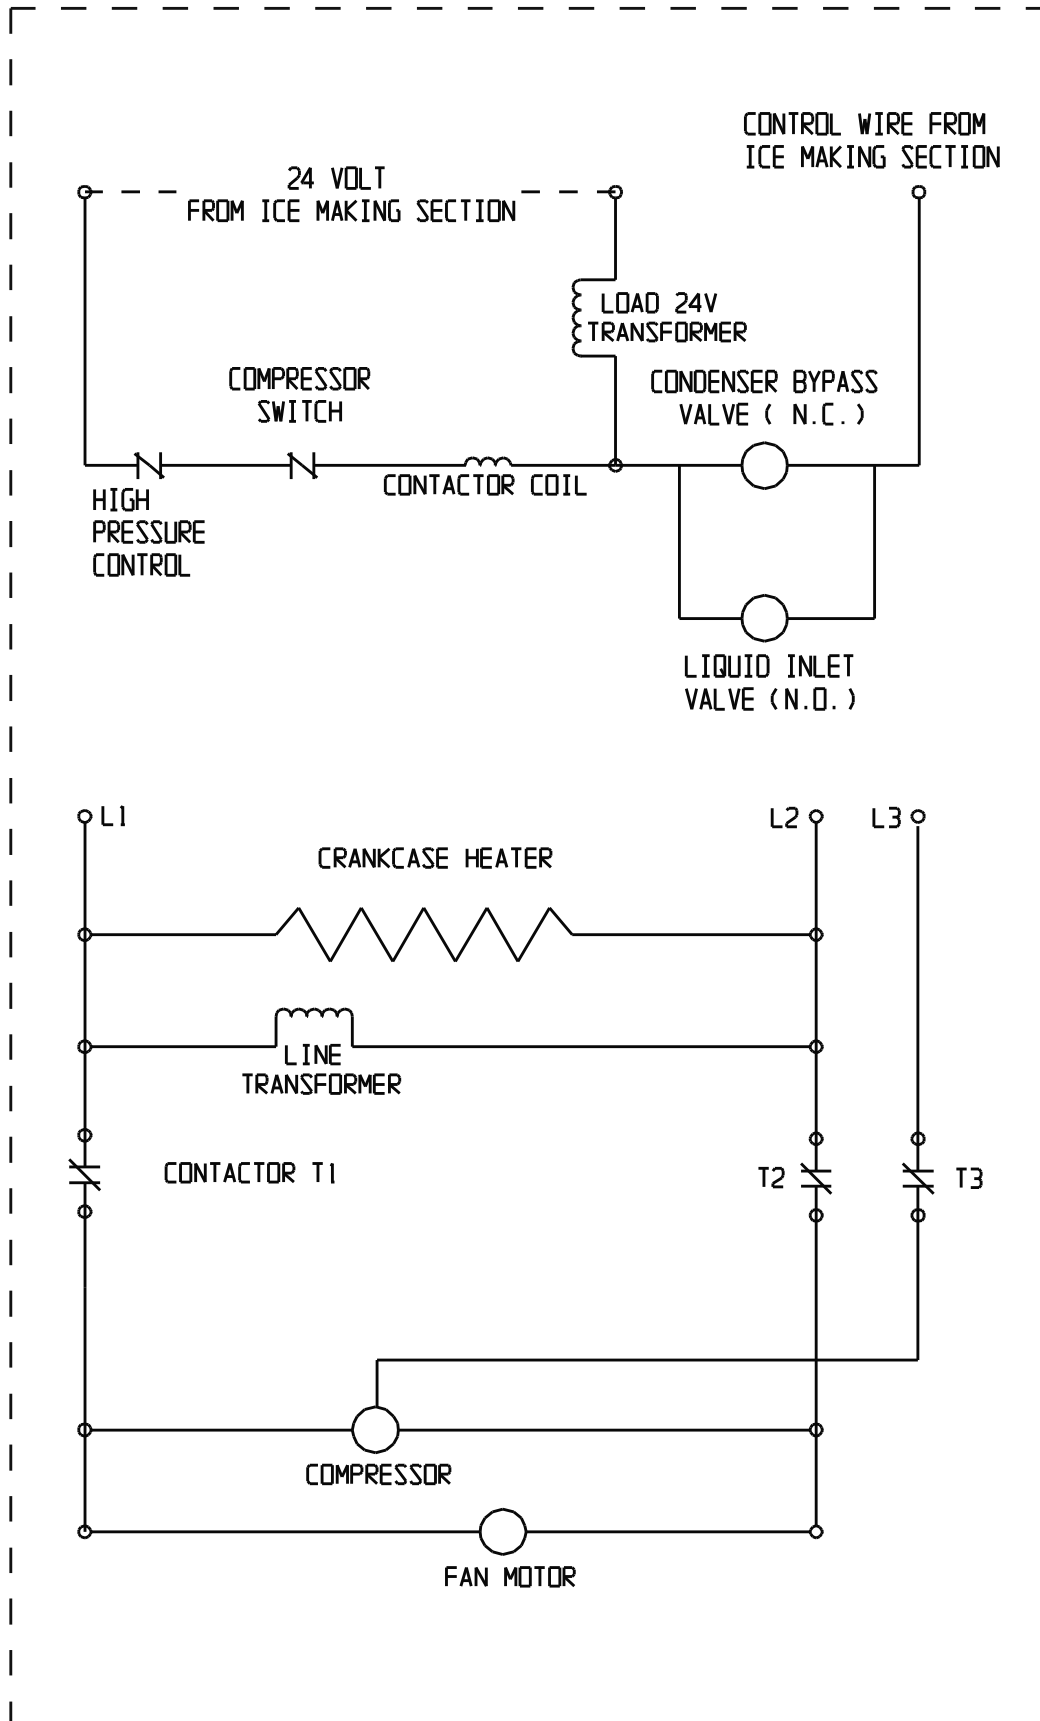 CONTROL WIRE FROM
ICE MAKING SECTION
24 VOLT
FROM ICE MAKING SECTION
LOAD 24V
TRANSFORMER
COMPRESSOR
SWITCH
CONDENSER BYPASS
VALVE ( N.C. )
CONTACTOR COIL
HIGH
PRESSURE
CONTROL
LIQUID INLET
VALVE (N.O. )
L1
L2
L3
CRANKCASE HEATER
LINE
TRANSFORMER
CONTACTOR T1
T2
T3
COMPRESSOR
FAN MOTOR